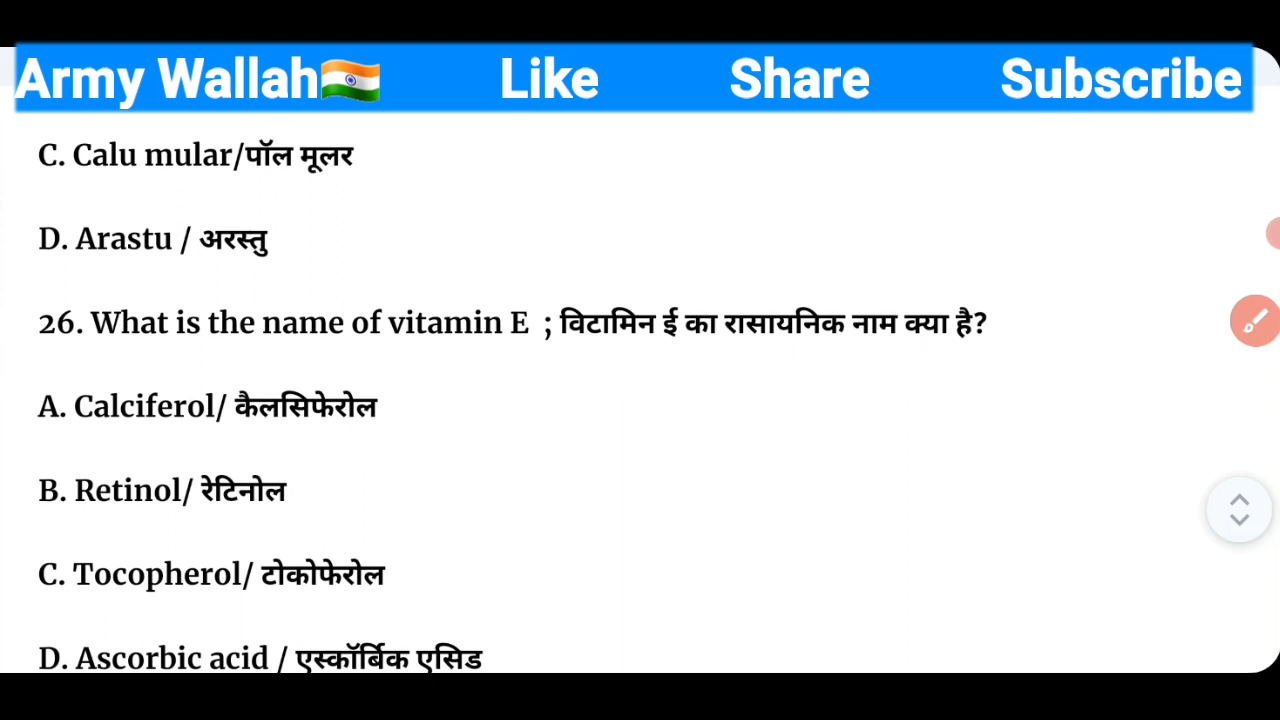 Army Wallah🇮🇳 Like Share Subscribe
C. Calu mular/पॉल मूलर
D. Arastu / अरस्तु
26. What is the name of vitamin E ; विटामिन ई का रासायनिक नाम क्या है?
A. Calciferol/ कैलसिफेरोल
B. Retinol/ रेटिनोल
C. Tocopherol/ टोकोफेरोल
D. Ascorbic acid / एस्कॉर्बिक एसिड